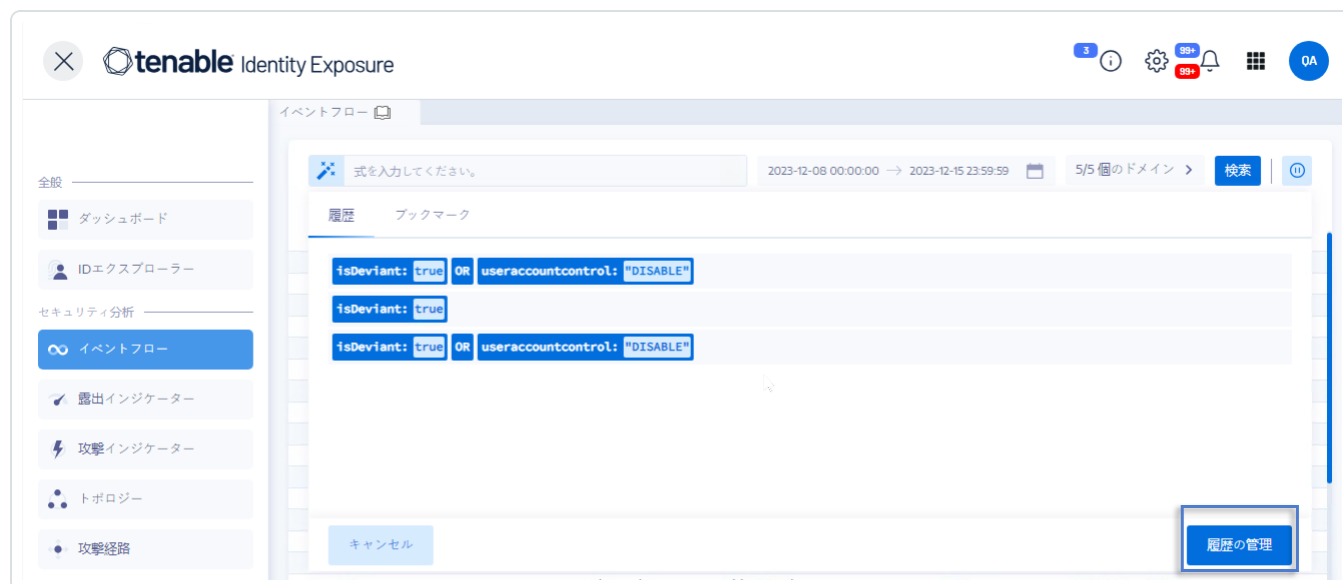 tenable Identity Exposure
3
99+
99+
QA
イベントフロー
式を入力してください。
2023-12-08 00:00:00 → 2023-12-15 23:59:59
5/5 個のドメイン >
検索
全般
ダッシュボード
IDエクスプローラー
セキュリティ分析
イベントフロー
露出インジケーター
攻撃インジケーター
トポロジー
攻撃経路
履歴
ブックマーク
isDeviant: true OR useraccountcontrol: "DISABLE"
isDeviant: true
isDeviant: true OR useraccountcontrol: "DISABLE"
キャンセル
履歴の管理